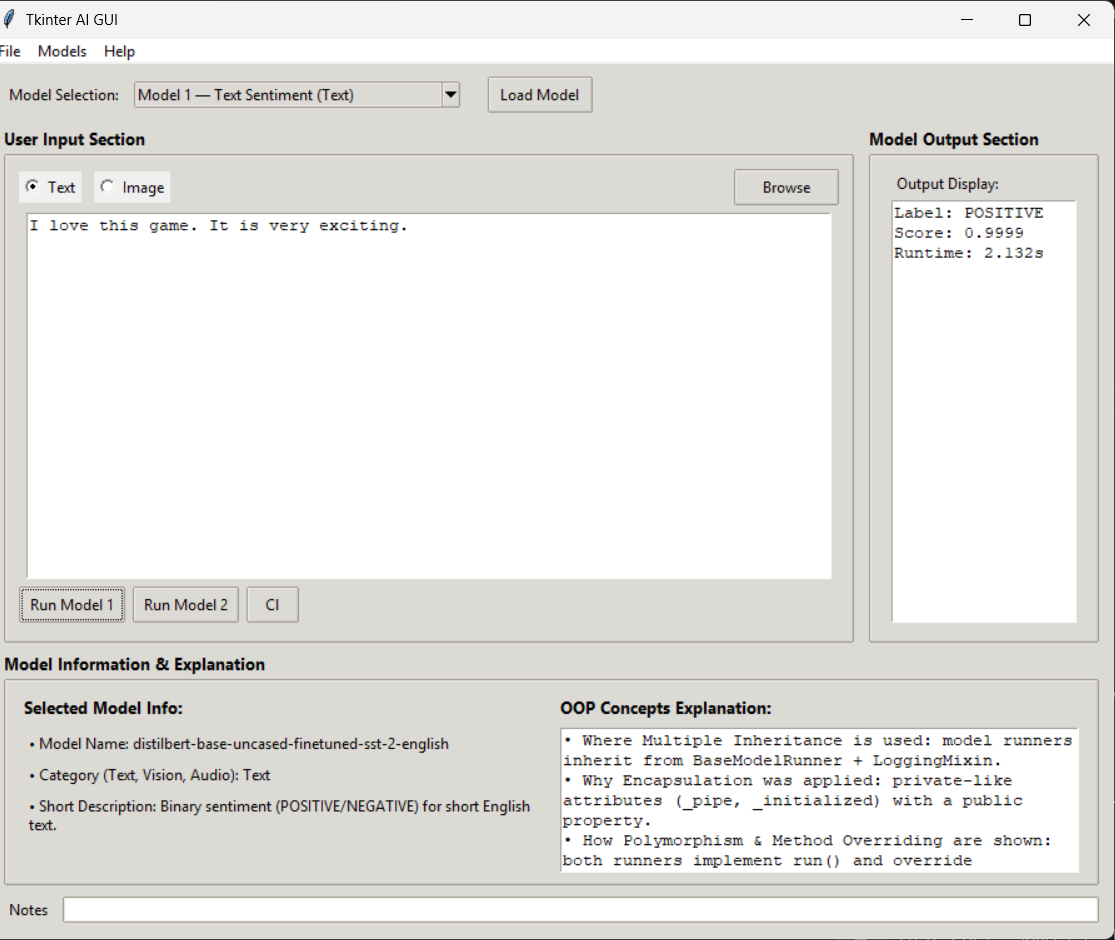 Tkinter AI GUI
File Models Help
Model Selection: Model 1 — Text Sentiment (Text) Load Model
User Input Section
Text Image Browse
I love this game. It is very exciting.
Run Model 1 Run Model 2 Cl
Model Output Section
Output Display:
Label: POSITIVE
Score: 0.9999
Runtime: 2.132s
Model Information & Explanation
Selected Model Info:
• Model Name: distilbert-base-uncased-finetuned-sst-2-english
• Category (Text, Vision, Audio): Text
• Short Description: Binary sentiment (POSITIVE/NEGATIVE) for short English
text.
OOP Concepts Explanation:
• Where Multiple Inheritance is used: model runners
inherit from BaseModelRunner + LoggingMixin.
• Why Encapsulation was applied: private-like
attributes (_pipe, _initialized) with a public
property.
• How Polymorphism & Method Overriding are shown:
both runners implement run() and override
Notes